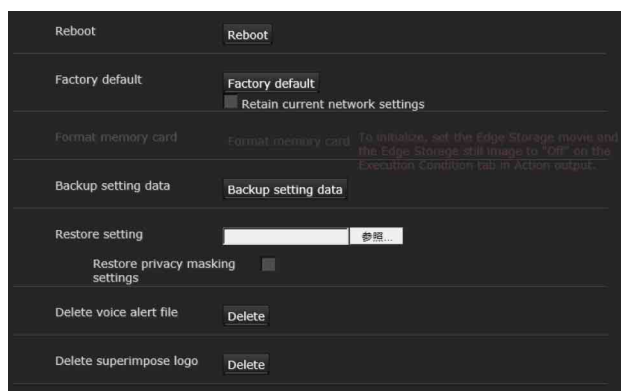 Reboot
Reboot
Factory default
Factory default
Retain current network settings
Format memory card
Format memory card
To initialize, set the Edge Storage movie and
the Edge Storage still image to "Off" on the
Execution Condition tab in Action output.
Backup setting data
Backup setting data
Restore setting
参照...
Restore privacy masking
settings
Delete voice alert file
Delete
Delete superimpose logo
Delete